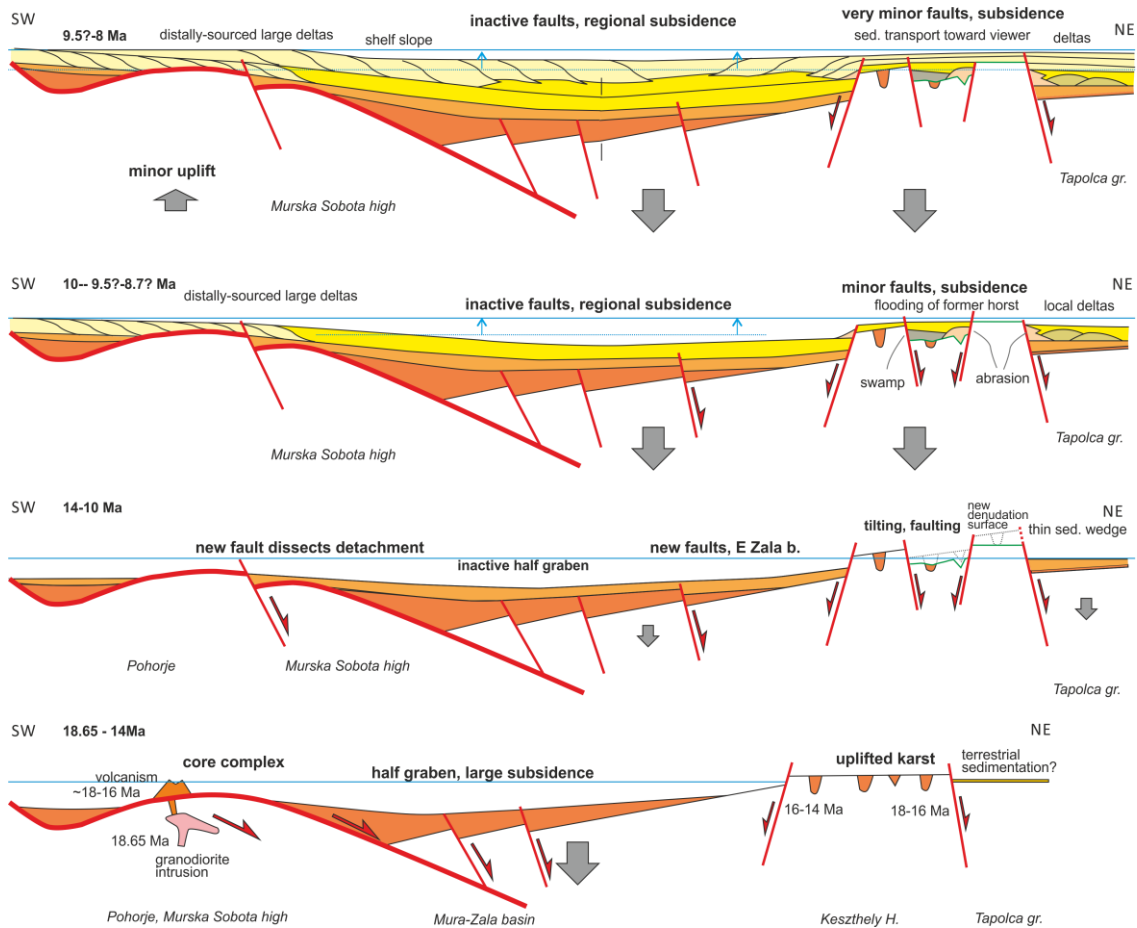 SW
9.5?-8 Ma
distally-sourced large deltas
shelf slope
inactive faults, regional subsidence
very minor faults, subsidence
sed. transport toward viewer
deltas
NE
minor uplift
Murska Sobota high
Tapolca gr.
SW
10-- 9.5?-8.7? Ma
distally-sourced large deltas
inactive faults, regional subsidence
minor faults, subsidence
flooding of former horst
local deltas
NE
swamp
abrasion
Murska Sobota high
Tapolca gr.
SW
14-10 Ma
new fault dissects detachment
inactive half graben
new faults, E Zala b.
tilting, faulting
new
denudation
surface
NE
thin sed. wedge
Pohorje
Murska Sobota high
Tapolca gr.
SW
18.65 - 14Ma
NE
volcanism
~18-16 Ma
core complex
half graben, large subsidence
uplifted karst
terrestrial
sedimentation?
16-14 Ma
18-16 Ma
18.65 Ma
granodiorite
intrusion
Pohorje, Murska Sobota high
Mura-Zala basin
Keszthely H.
Tapolca gr.